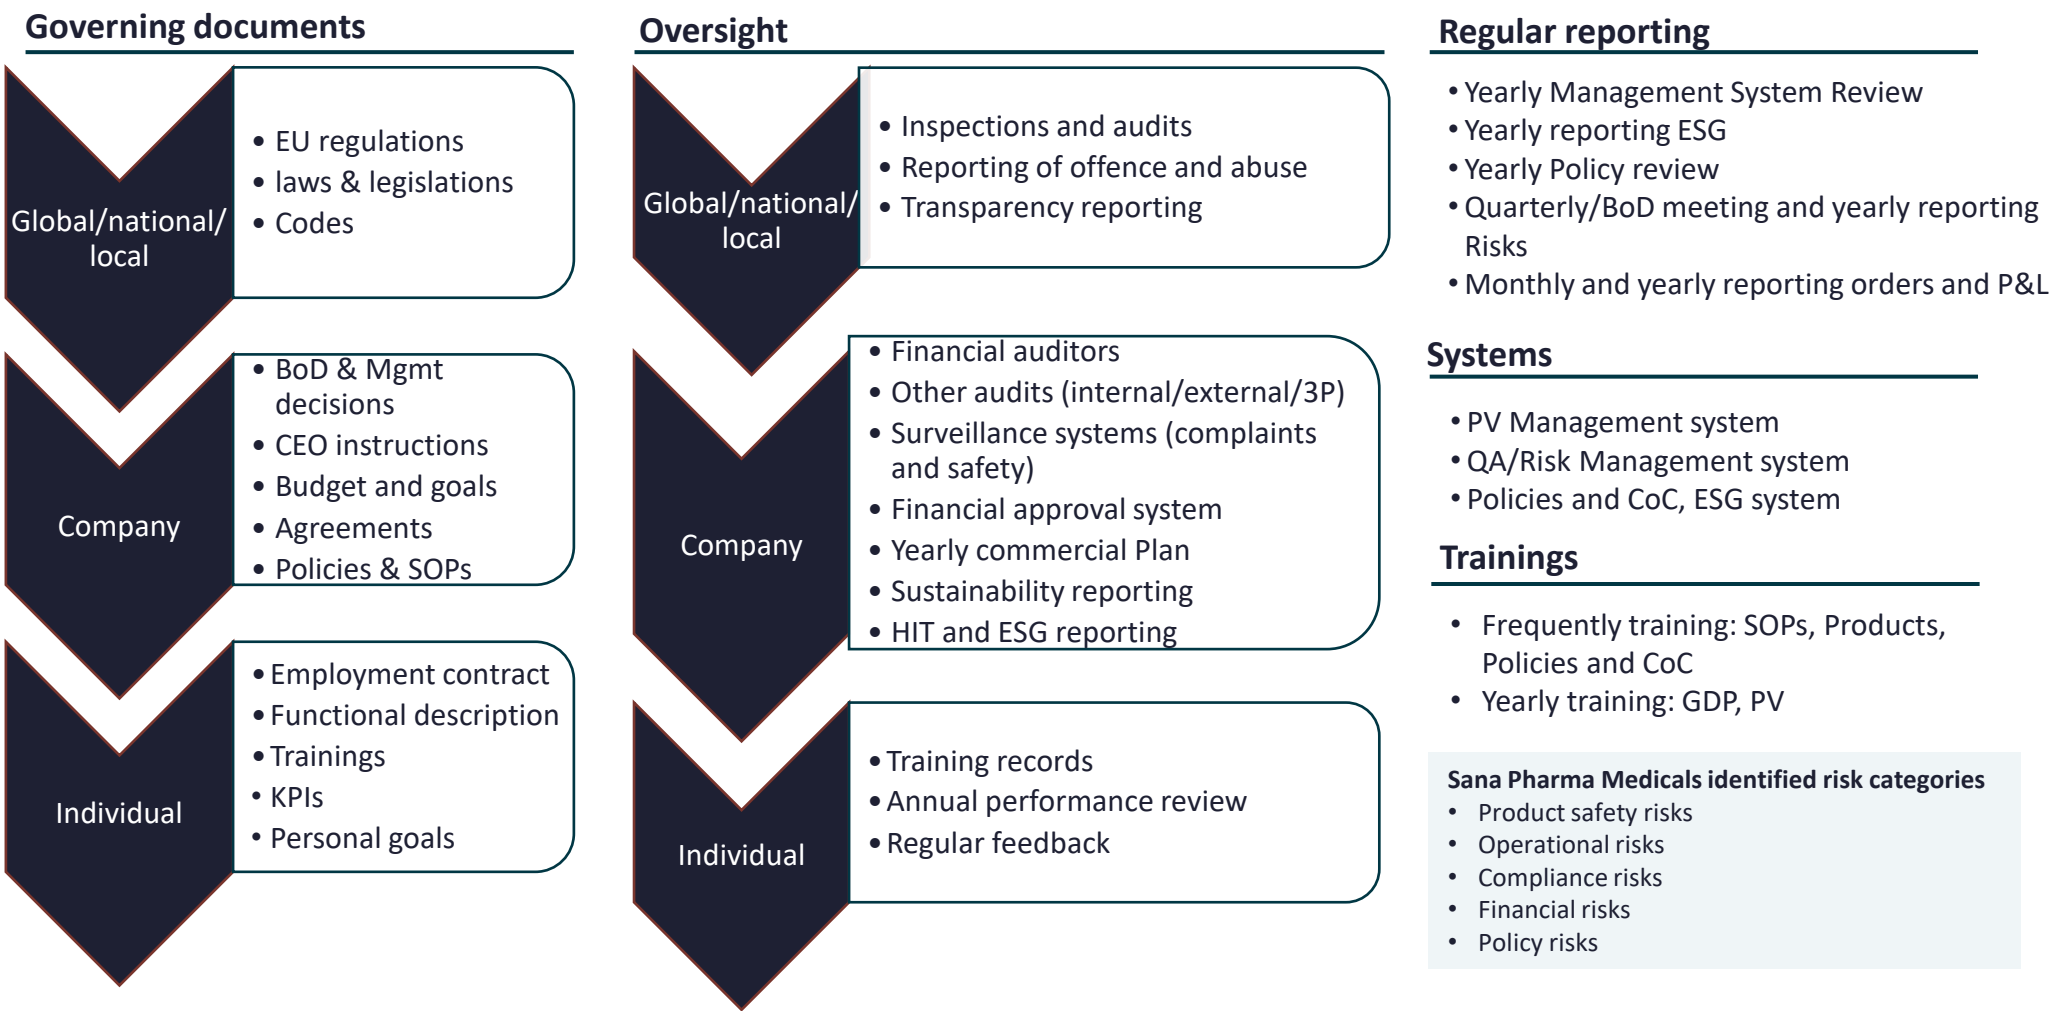 Governing documents
Global/national/
local
• EU regulations
• laws & legislations
• Codes
Company
• BoD & Mgmt
decisions
• CEO instructions
• Budget and goals
• Agreements
• Policies & SOPs
Individual
• Employment contract
• Functional description
• Trainings
• KPIs
• Personal goals
Oversight
Global/national/
local
• Inspections and audits
• Reporting of offence and abuse
• Transparency reporting
Company
• Financial auditors
• Other audits (internal/external/3P)
• Surveillance systems (complaints
and safety)
• Financial approval system
• Yearly commercial Plan
• Sustainability reporting
• HIT and ESG reporting
Individual
• Training records
• Annual performance review
• Regular feedback
Regular reporting
• Yearly Management System Review
• Yearly reporting ESG
• Yearly Policy review
• Quarterly/BoD meeting and yearly reporting
Risks
• Monthly and yearly reporting orders and P&L
Systems
• PV Management system
• QA/Risk Management system
• Policies and CoC, ESG system
Trainings
• Frequently training: SOPs, Products,
Policies and CoC
• Yearly training: GDP, PV
Sana Pharma Medicals identified risk categories
• Product safety risks
• Operational risks
• Compliance risks
• Financial risks
• Policy risks